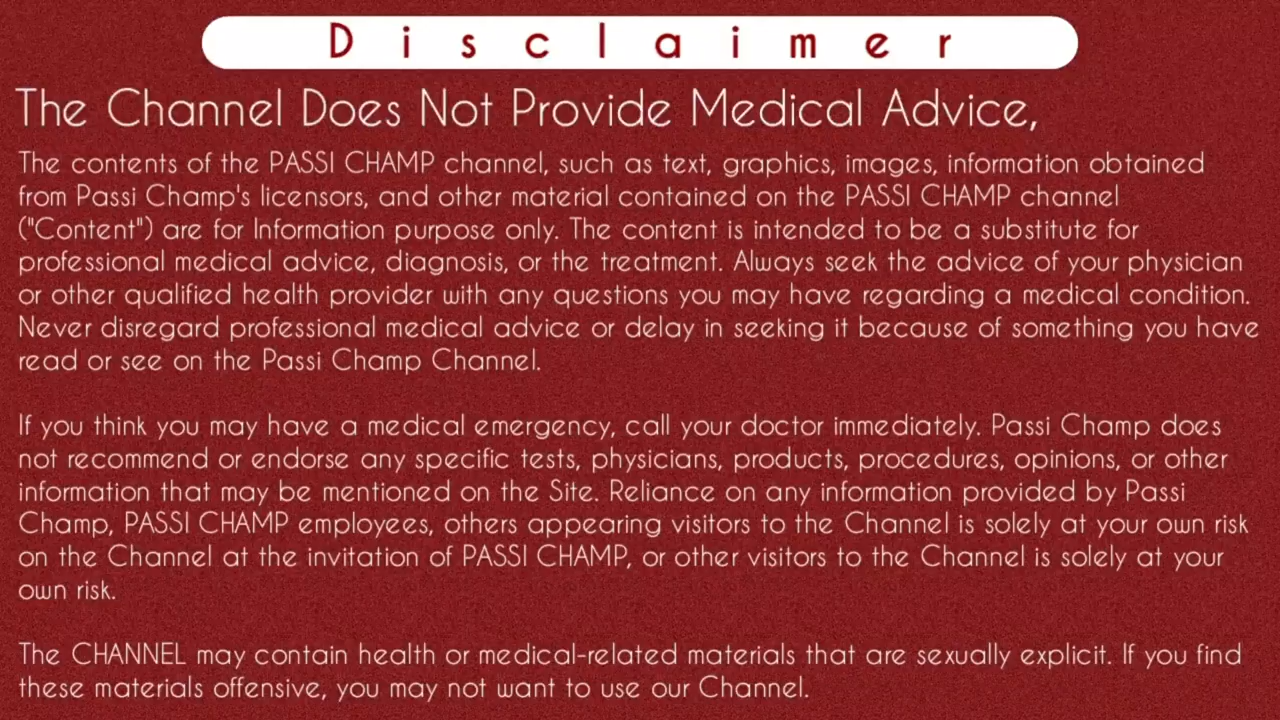 Disclaimer
The Channel Does Not Provide Medical Advice,
The contents of the PASSI CHAMP channel, such as text, graphics, images, information obtained
from Passi Champ's licensors, and other material contained on the PASSI CHAMP channel
("Content") are for Information purpose only. The content is intended to be a substitute for
professional medical advice, diagnosis, or the treatment. Always seek the advice of your physician
or other qualified health provider with any questions you may have regarding a medical condition.
Never disregard professional medical advice or delay in seeking it because of something you have
read or see on the Passi Champ Channel.
If you think you may have a medical emergency, call your doctor immediately. Passi Champ does
not recommend or endorse any specific tests, physicians, products, procedures, opinions, or other
information that may be mentioned on the Site. Reliance on any information provided by Passi
Champ, PASSI CHAMP employees, others appearing visitors to the Channel is solely at your own risk
on the Channel at the invitation of PASSI CHAMP, or other visitors to the Channel is solely at your
own risk.
The CHANNEL may contain health or medical-related materials that are sexually explicit. If you find
these materials offensive, you may not want to use our Channel.